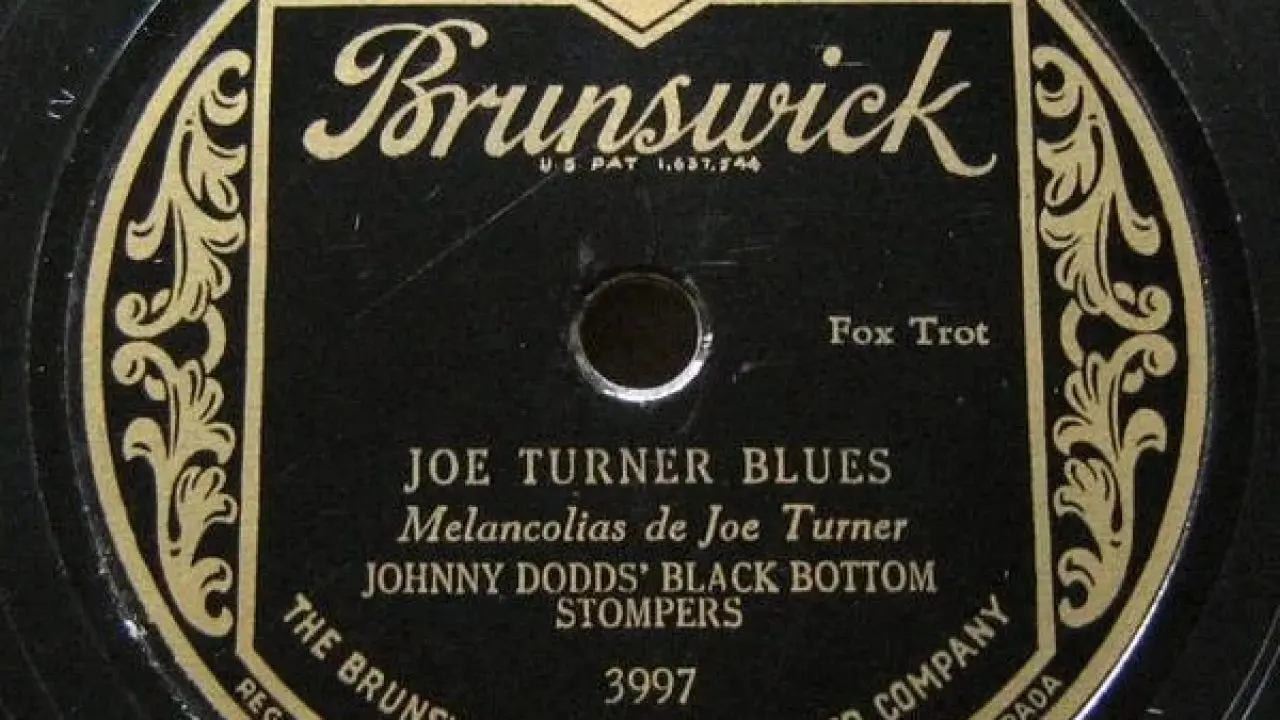 Brunswick
U S PAT 1,637,544
Fox Trot
JOE TURNER BLUES
Melancolias de Joe Turner
JOHNNY DODDS' BLACK BOTTOM
STOMPERS
3997
THE COMPANY